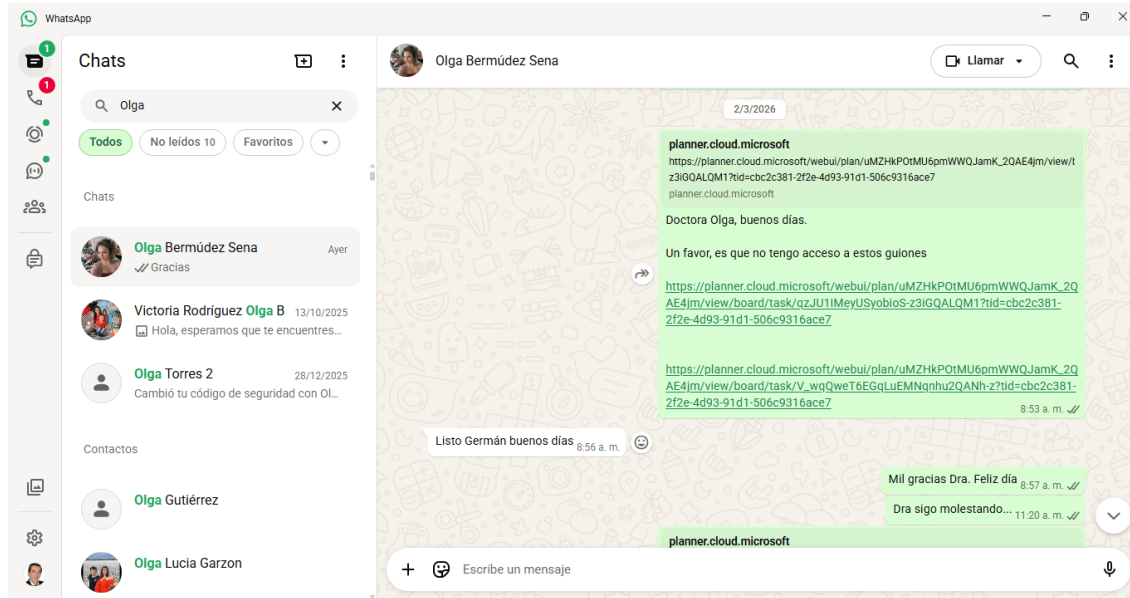 WhatsApp
1
Chats
1
Olga
Todos
No leídos 10
Favoritos
Chats
Olga Bermúdez Sena
Ayer
Gracias
Victoria Rodríguez Olga B
13/10/2025
Hola, esperamos que te encuentres...
Olga Torres 2
28/12/2025
Cambió tu código de seguridad con Ol...
Contactos
Olga Gutiérrez
Olga Lucia Garzon
Olga Bermúdez Sena
Llamar
2/3/2026
planner.cloud.microsoft
https://planner.cloud.microsoft/webui/plan/uMZHkPOtMU6pmWWQJamK_2QAE4jm/view/b
z3iGQALQM1?tid=cbc2c381-2f2e-4d93-91d1-506c9316ace7
planner.cloud.microsoft
Doctora Olga, buenos días.
Un favor, es que no tengo acceso a estos guiones
https://planner.cloud.microsoft/webui/plan/uMZHkPOtMU6pmWWQJamK_2Q
AE4jm/view/board/task/qzJU1IMeyUSyobioS-z3iGQALQM1?tid=cbc2c381-
2f2e-4d93-91d1-506c9316ace7
https://planner.cloud.microsoft/webui/plan/uMZHkPOtMU6pmWWQJamK_2Q
AE4jm/view/board/task/V_wqQweT6EGqLuEMNqnhu2QANh-z?tid=cbc2c381-
2f2e-4d93-91d1-506c9316ace7
8:53 a. m.
Listo Germán buenos días 8:56 a. m.
Mil gracias Dra. Feliz día 8:57 a. m.
Dra sigo molestando... 11:20 a. m.
planner.cloud.microsoft
Escribe un mensaje